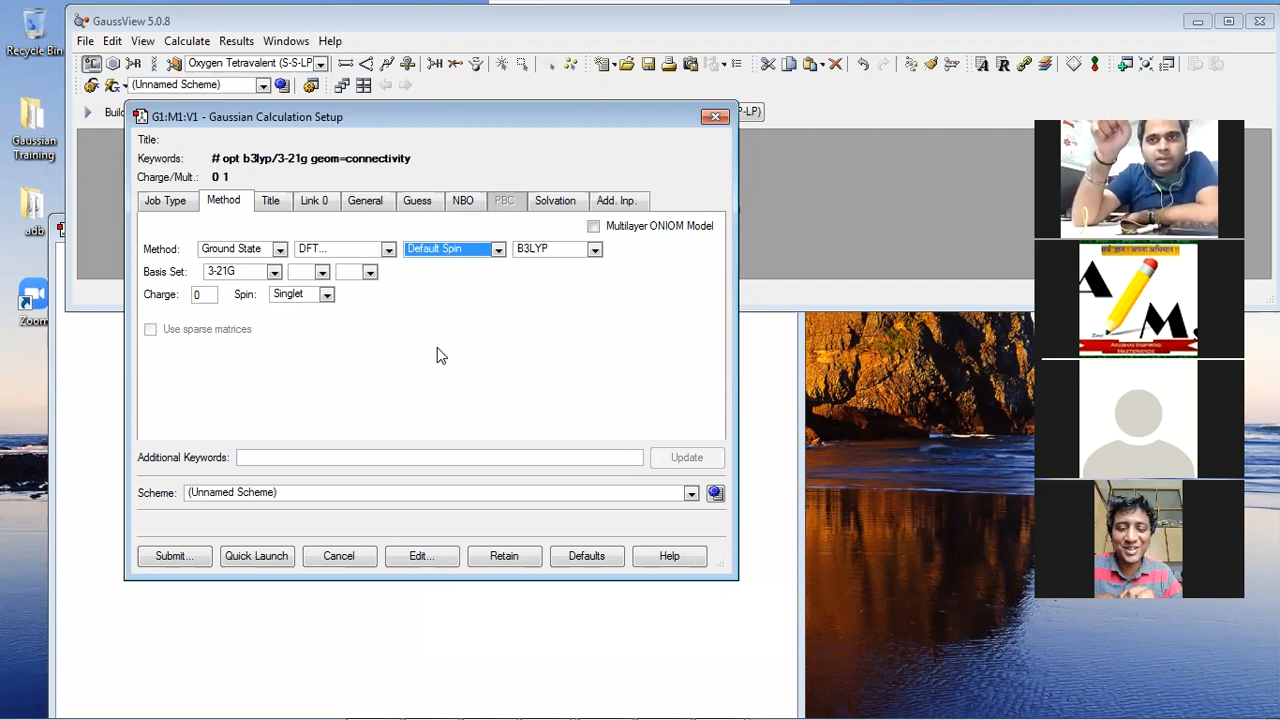 GaussView 5.0.8
Recycle Bin
File Edit View Calculate Results Windows Help
Oxygen Tetravalent (S-S-LP
(Unnamed Scheme)
Gaussian
Training
adb
Zoom
G1:M1:V1 - Gaussian Calculation Setup
Title:
Keywords: # opt b3lyp/3-21g geom=connectivity
Charge/Mult.: 0 1
Job Type Method Title Link 0 General Guess NBO PBC Solvation Add. Inp.
Multilayer ONIOM Model
Method: Ground State DFT... Default Spin B3LYP
Basis Set: 3-21G
Charge: 0 Spin: Singlet
Use sparse matrices
Additional Keywords: Update
Scheme: (Unnamed Scheme)
Submit... Quick Launch Cancel Edit... Retain Defaults Help
A
M